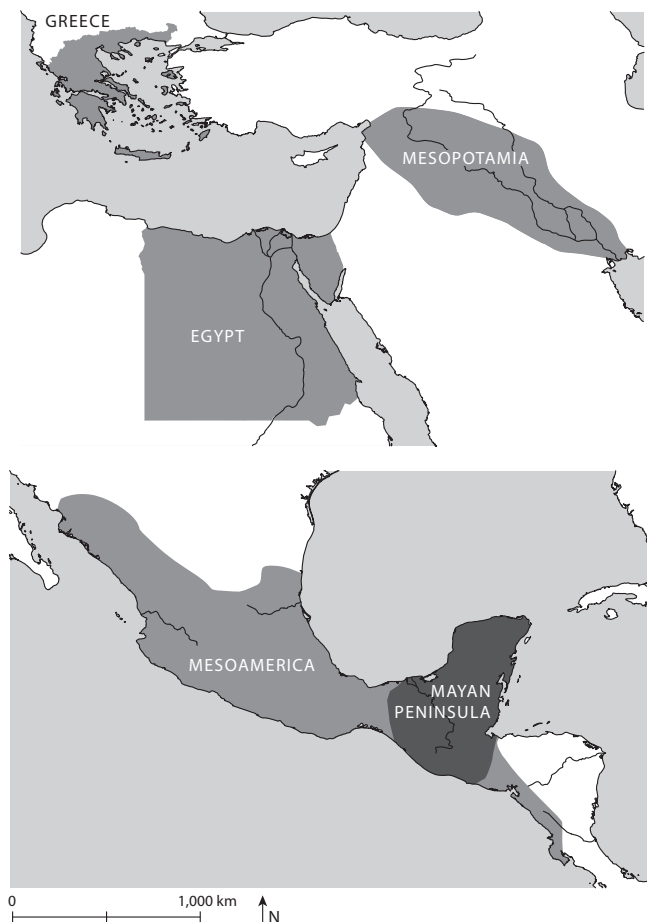 GREECE
MESOPOTAMIA
EGYPT
MESOAMERICA
MAYAN
PENINSULA
0 1,000 km
N